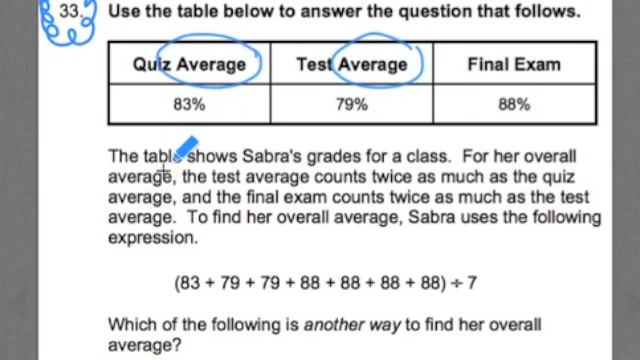 33. Use the table below to answer the question that follows.
Quiz Average Test Average Final Exam
83% 79% 88%
The table shows Sabra's grades for a class. For her overall
average, the test average counts twice as much as the quiz
average, and the final exam counts twice as much as the test
average. To find her overall average, Sabra uses the following
expression.
(83 + 79 + 79 + 88 + 88 + 88 + 88) ÷ 7
Which of the following is another way to find her overall
average?